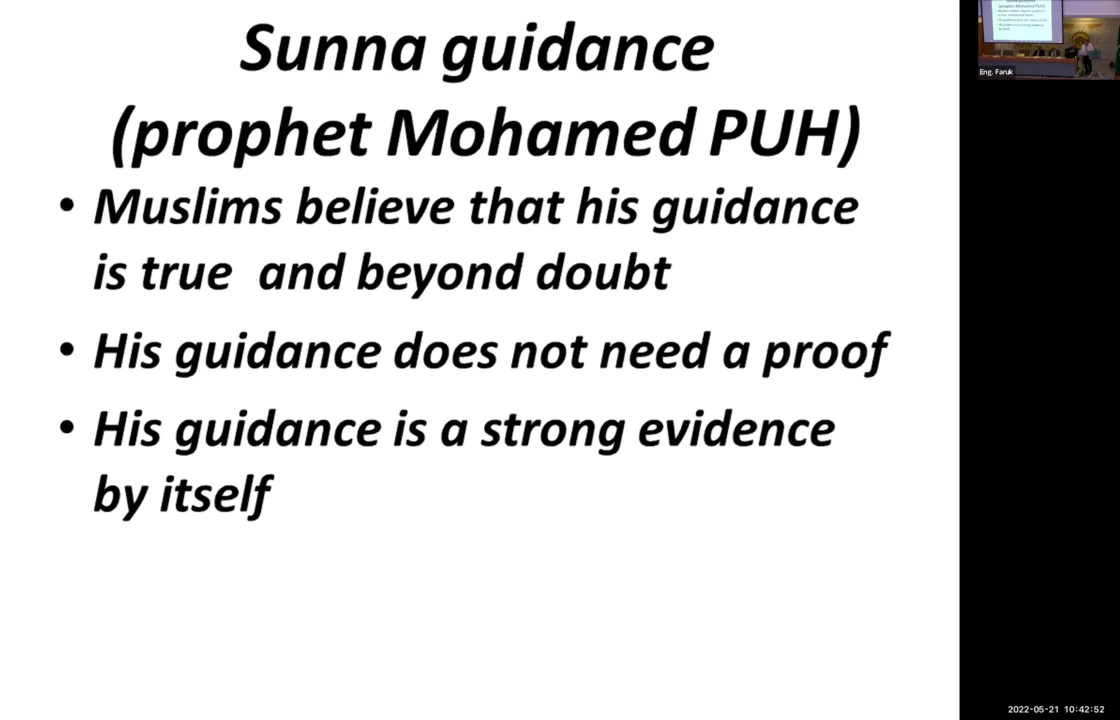 Sunna guidance
(prophet Mohamed PUH)
• Muslims believe that his guidance
is true and beyond doubt
• His guidance does not need a proof
• His guidance is a strong evidence
by itself
Eng. Faruk
2022-05-21 10:42:52